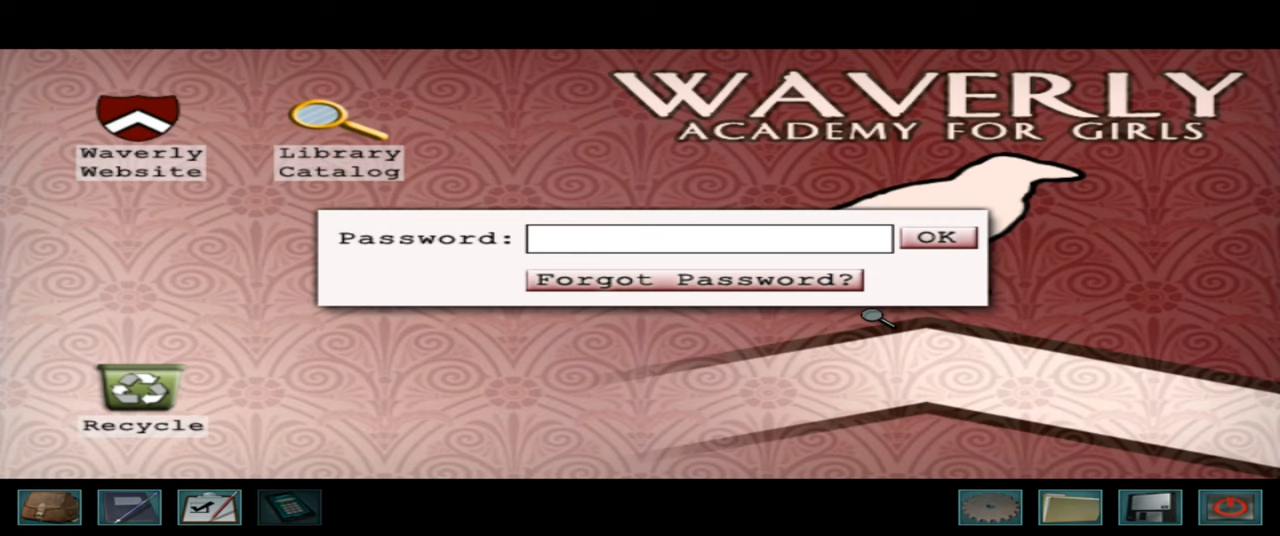 WAVERLY
ACADEMY FOR GIRLS
Waverly
Website
Library
Catalog
Password:
OK
Forgot Password?
Recycle